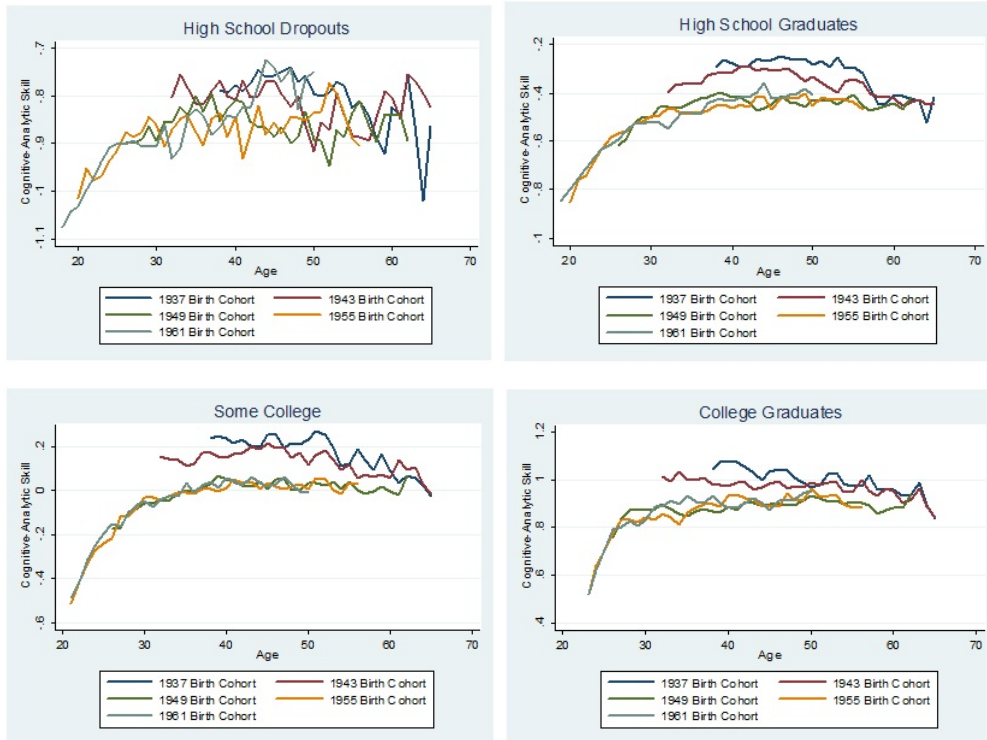 High School Dropouts
Cognitive-Analytic Skill
-.7
-.8
-.9
-1
-1.1
20 30 40 50 60 70
Age
1937 Birth Cohort 1943 Birth Cohort
1949 Birth Cohort 1955 Birth Cohort
1961 Birth Cohort
High School Graduates
Cognitive-Analytic Skill
-.2
-.4
-.6
-.8
-1
20 30 40 50 60 70
Age
1937 Birth Cohort 1943 Birth Cohort
1949 Birth Cohort 1955 Birth Cohort
1961 Birth Cohort
Some College
Cognitive-Analytic Skill
.2
0
-.2
-.4
-.6
20 30 40 50 60 70
Age
1937 Birth Cohort 1943 Birth Cohort
1949 Birth Cohort 1955 Birth Cohort
1961 Birth Cohort
College Graduates
Cognitive-Analytic Skill
1.2
1
.8
.6
.4
20 30 40 50 60 70
Age
1937 Birth Cohort 1943 Birth Cohort
1949 Birth Cohort 1955 Birth Cohort
1961 Birth Cohort